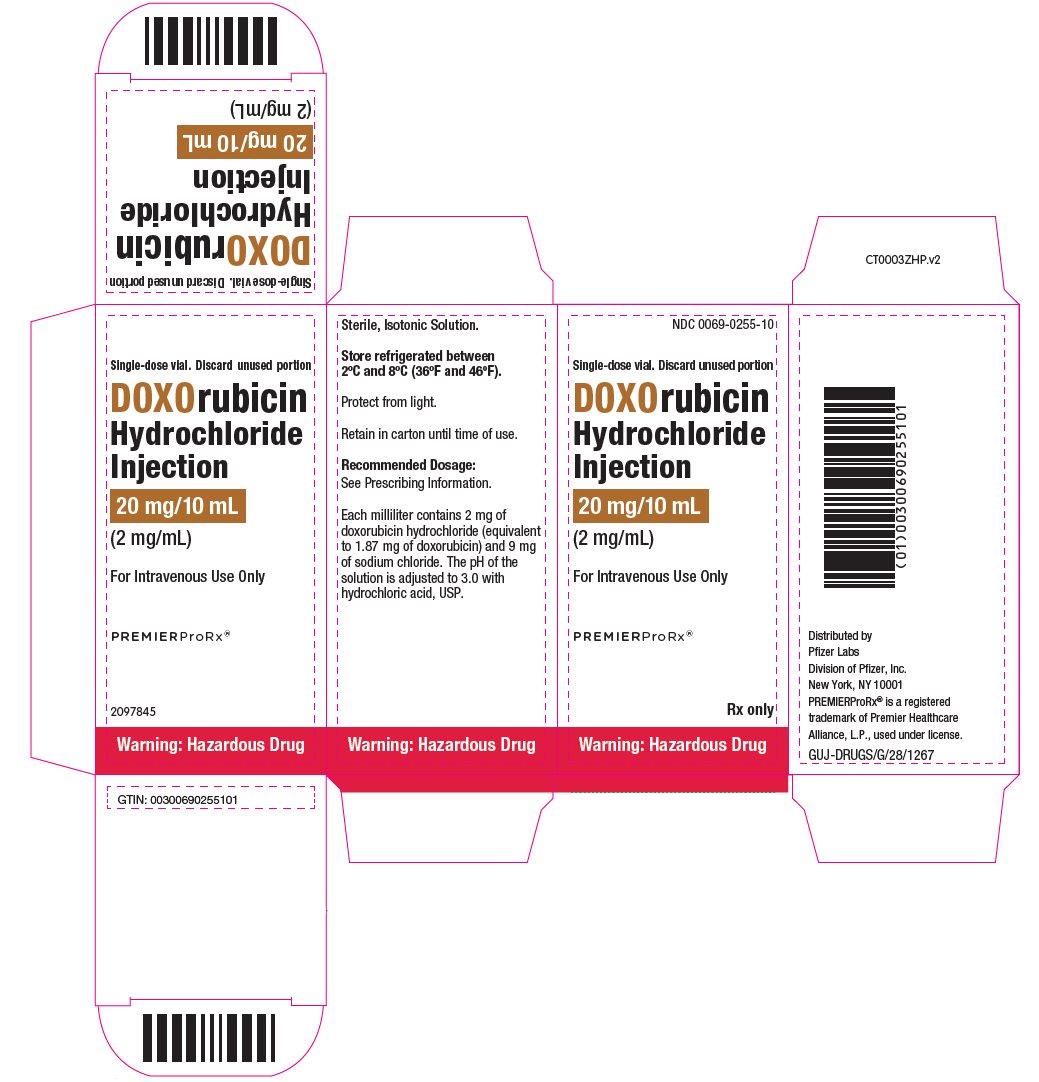 Single-dose vial. Discard unused portion
DOXOrubicin
Hydrochloride
Injection
20 mg/10 mL
(2 mg/mL)
CT0003ZHP.v2
Single-dose vial. Discard unused portion
DOXOrubicin
Hydrochloride
Injection
20 mg/10 mL
(2 mg/mL)
For Intravenous Use Only
PREMIERProRx®
2097845
Warning: Hazardous Drug
Sterile, Isotonic Solution.
Store refrigerated between
2ºC and 8ºC (36ºF and 46ºF).
Protect from light.
Retain in carton until time of use.
Recommended Dosage:
See Prescribing Information.
Each milliliter contains 2 mg of
doxorubicin hydrochloride (equivalent
to 1.87 mg of doxorubicin) and 9 mg
of sodium chloride. The pH of the
solution is adjusted to 3.0 with
hydrochloric acid, USP.
Warning: Hazardous Drug
NDC 0069-0255-10
Single-dose vial. Discard unused portion
DOXOrubicin
Hydrochloride
Injection
20 mg/10 mL
(2 mg/mL)
For Intravenous Use Only
PREMIERProRx®
Rx only
Warning: Hazardous Drug
(01)00300690255101
Distributed by
Pfizer Labs
Division of Pfizer, Inc.
New York, NY 10001
PREMIERProRx® is a registered
trademark of Premier Healthcare
Alliance, L.P., used under license.
GUJ-DRUGS/G/28/1267
GTIN: 00300690255101